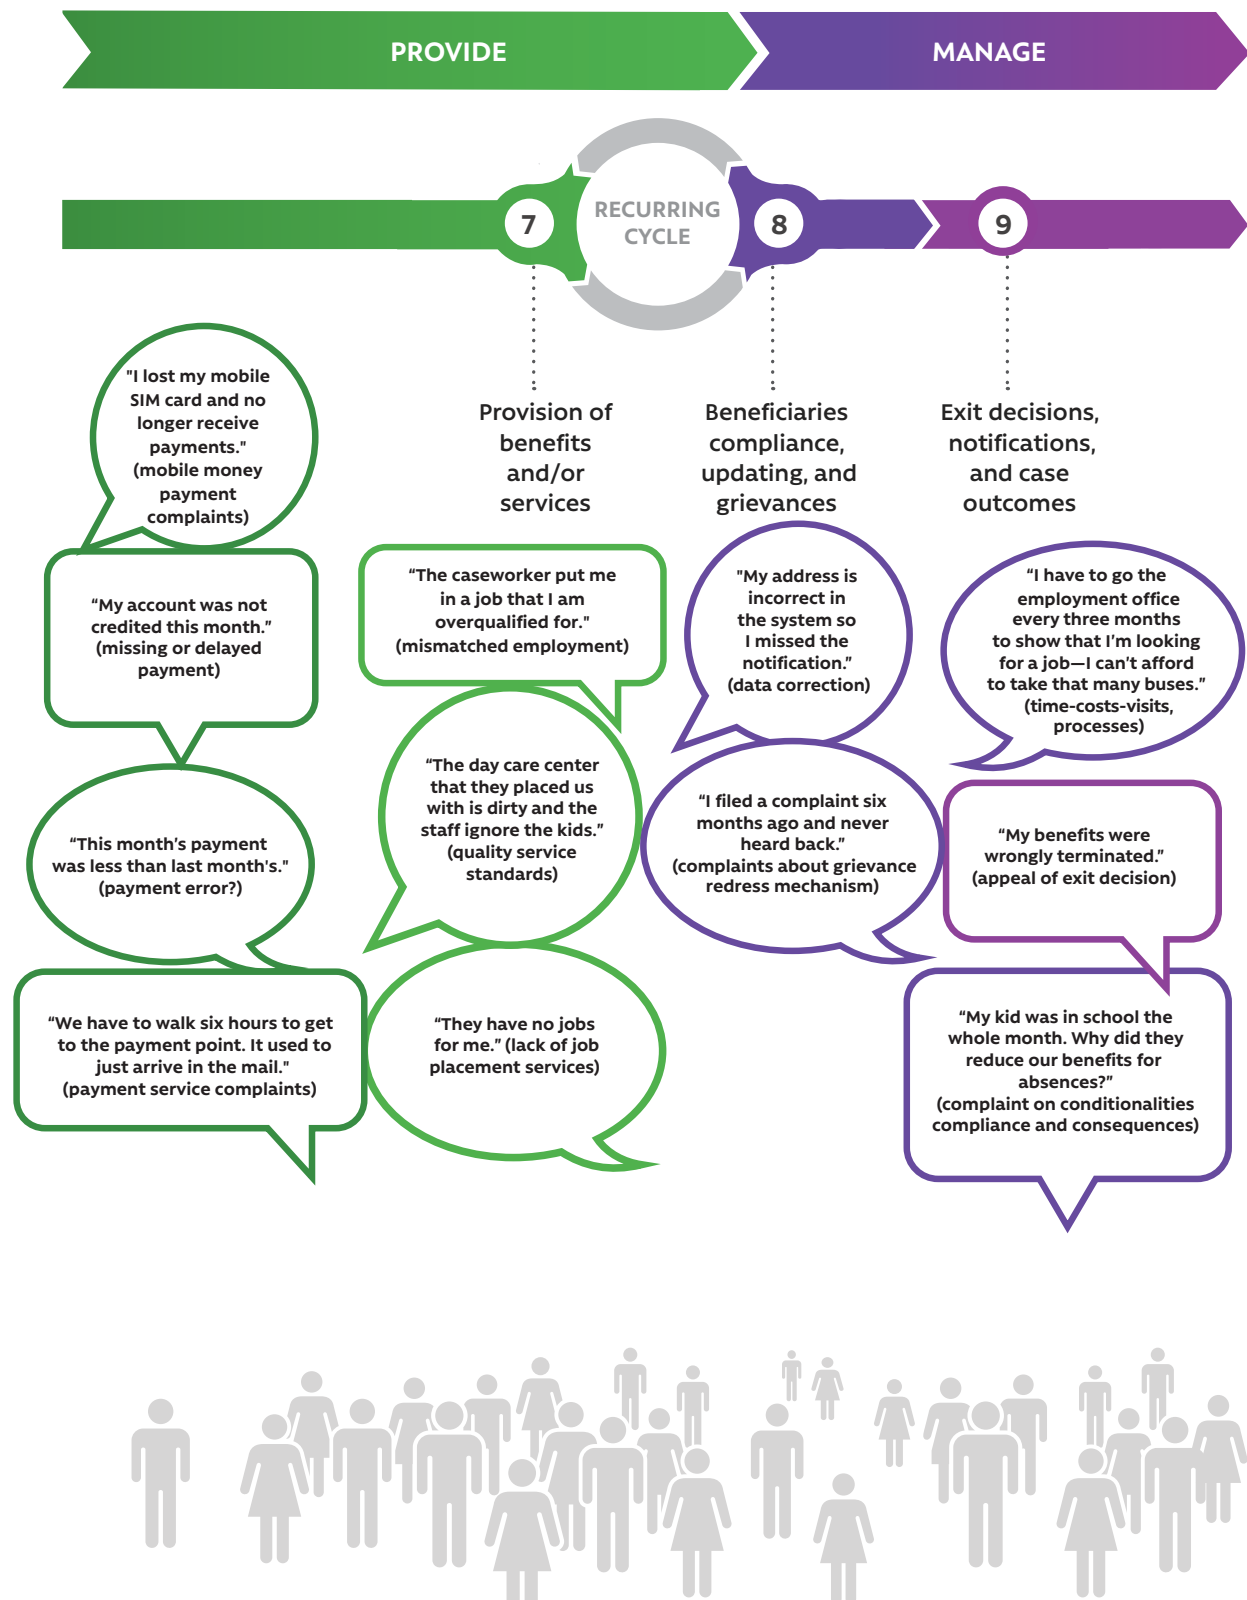 PROVIDE
MANAGE
7
RECURRING
CYCLE
8
9
Provision of
benefits
and/or
services
Beneficiaries
compliance,
updating, and
grievances
Exit decisions,
notifications,
and case
outcomes
"I lost my mobile
SIM card and no
longer receive
payments."
(mobile money
payment
complaints)
“My account was not
credited this month.”
(missing or delayed
payment)
“This month's payment
was less than last month's."
(payment error?)
“We have to walk six hours to get
to the payment point. It used to
just arrive in the mail."
(payment service complaints)
“The caseworker put me
in a job that I am
overqualified for."
(mismatched employment)
“The day care center
that they placed us
with is dirty and the
staff ignore the kids.”
(quality service
standards)
“They have no jobs
for me.” (lack of job
placement services)
"My address is
incorrect in
the system so
I missed the
notification.”
(data correction)
“I filed a complaint six
months ago and never
heard back.”
(complaints about grievance
redress mechanism)
“I have to go the
employment office
every three months
to show that I’m looking
for a job—I can’t afford
to take that many buses.”
(time-costs-visits,
processes)
“My benefits were
wrongly terminated.”
(appeal of exit decision)
“My kid was in school the
whole month. Why did they
reduce our benefits for
absences?”
(complaint on conditionalities
compliance and consequences)